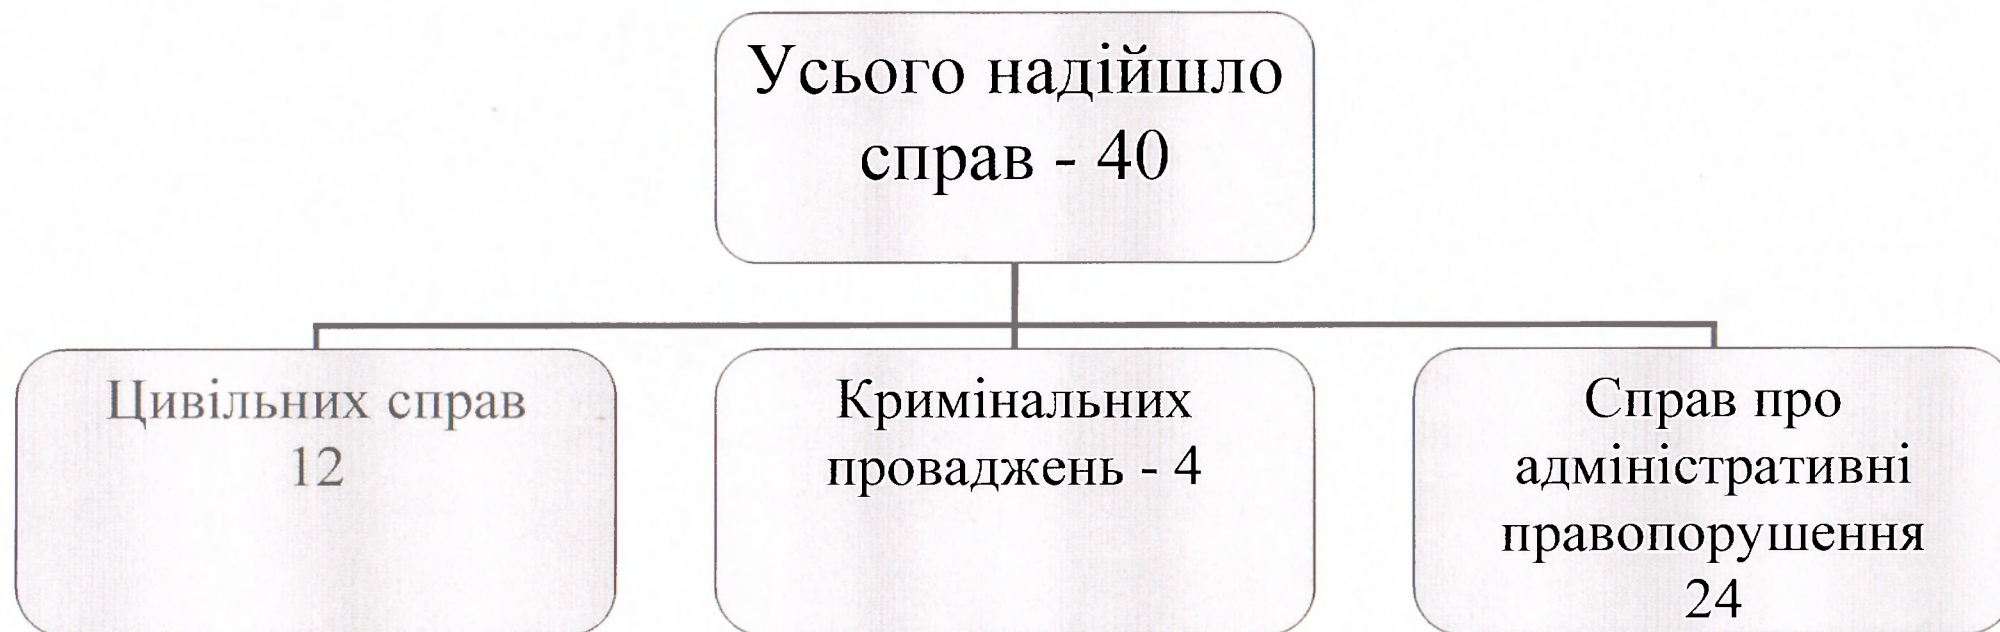 Усього надійшло
справ - 40
Цивільних справ
12
Кримінальних
проваджень - 4
Справ про
адміністративні
правопорушення
24